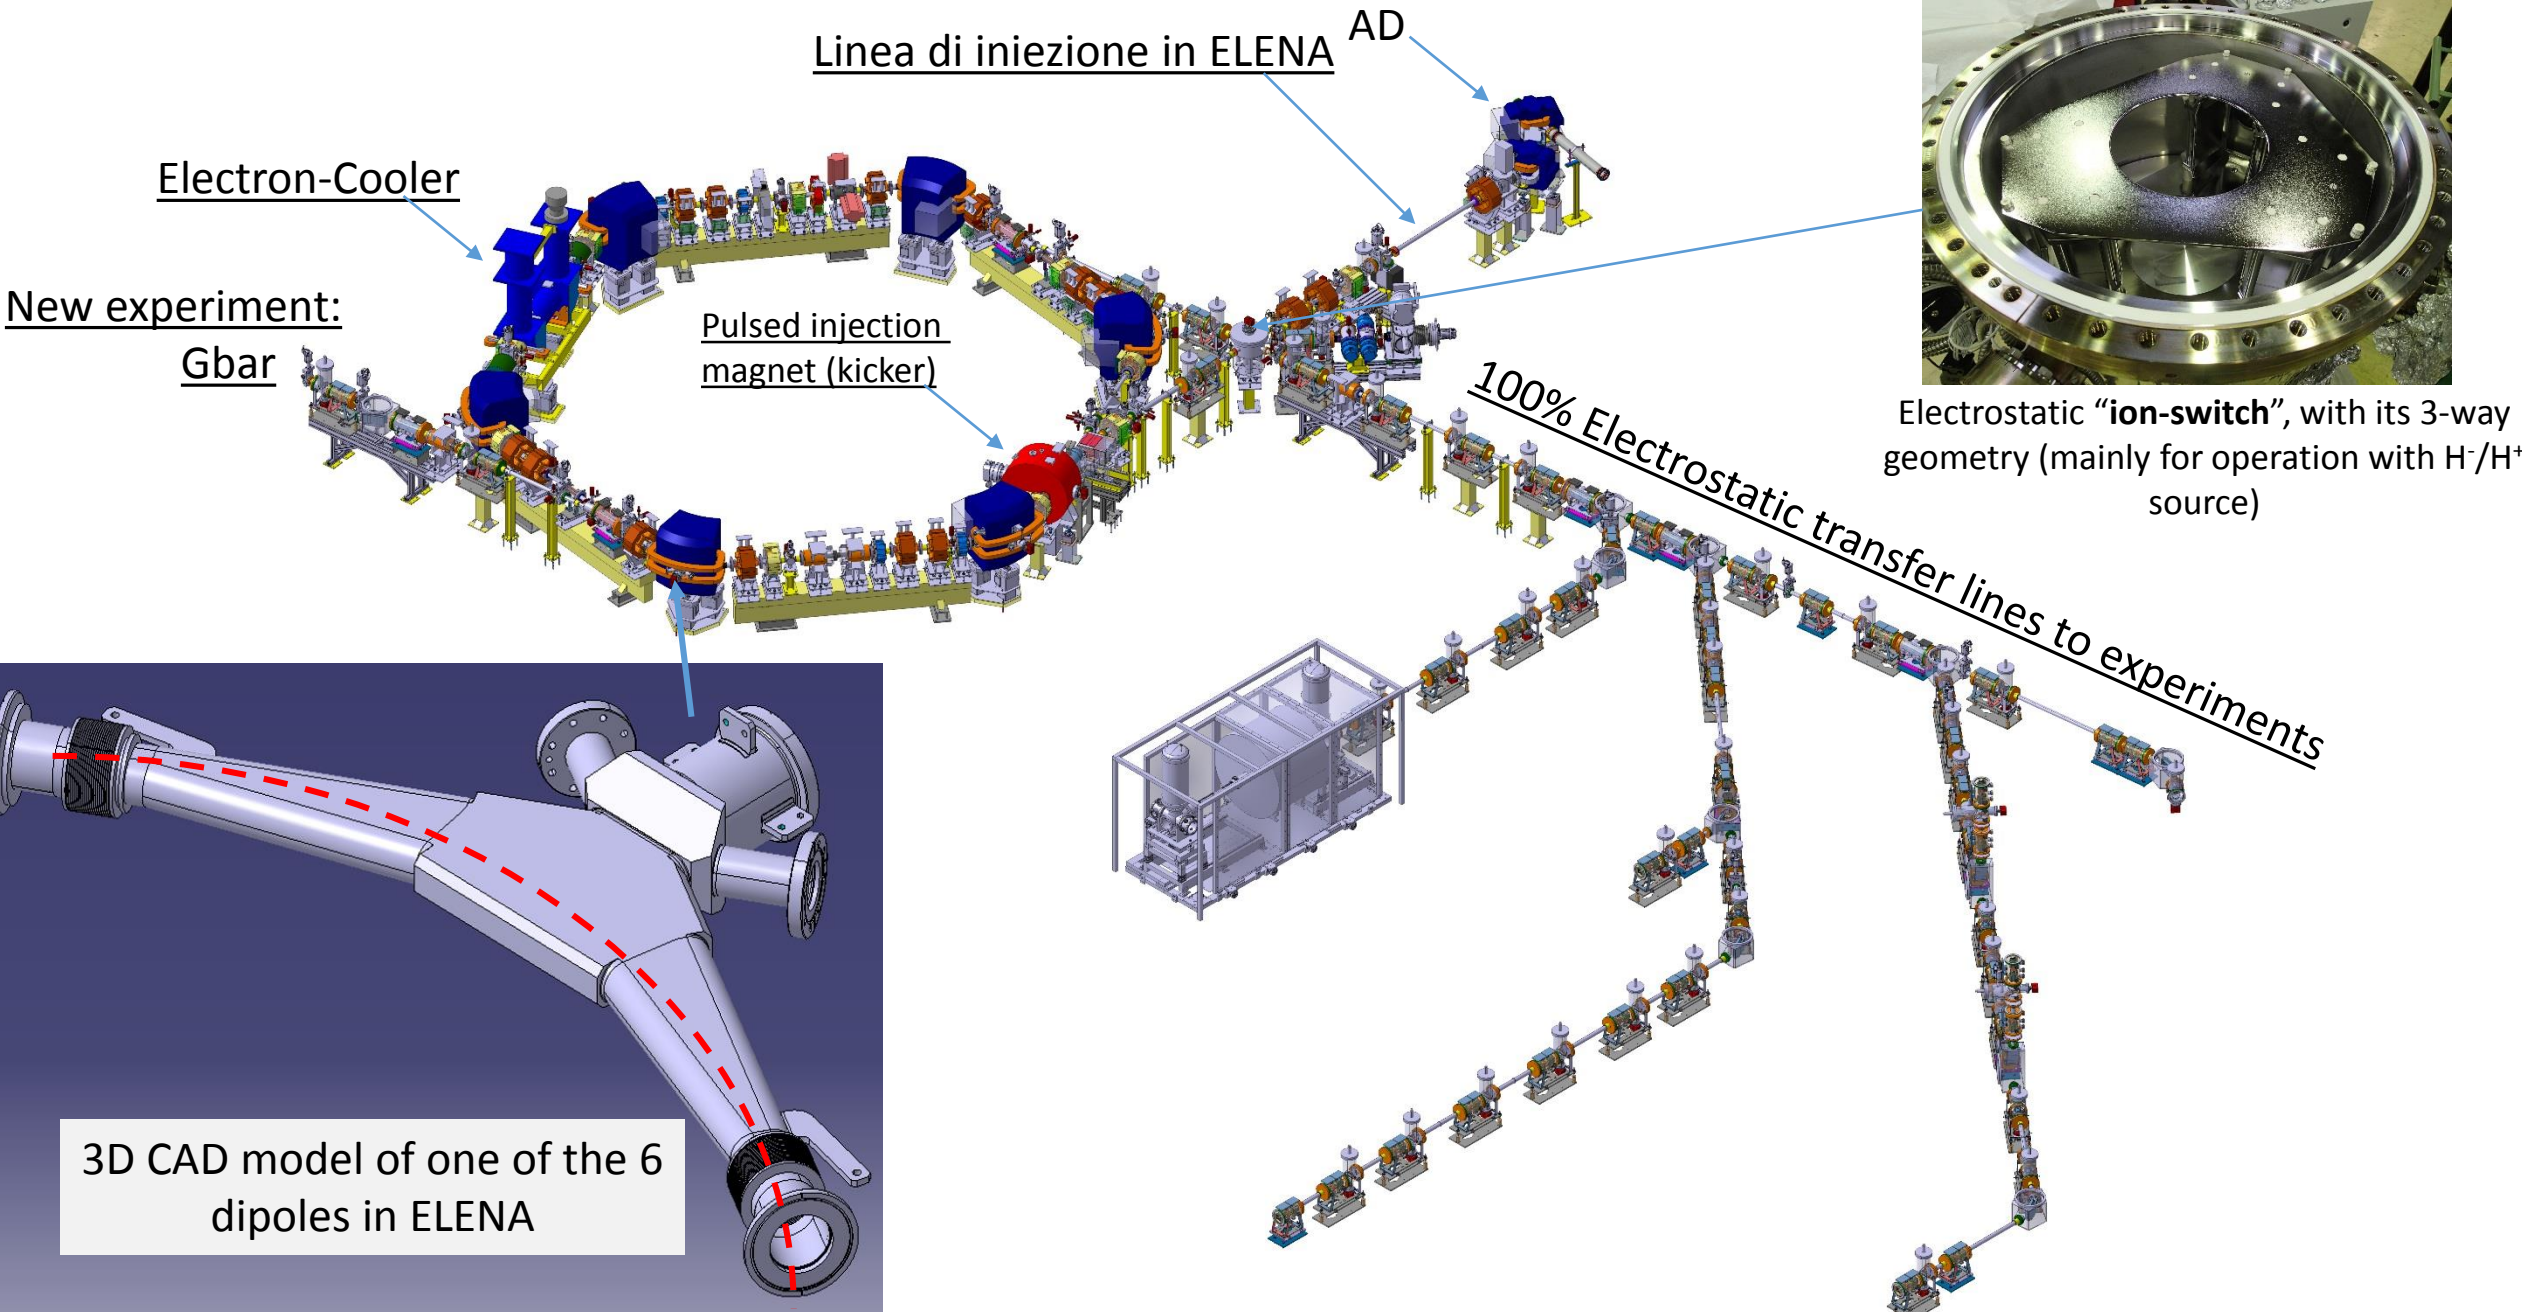 Linea di iniezione in ELENA
AD
Electron-Cooler
New experiment:
Gbar
Pulsed injection
magnet (kicker)
100% Electrostatic transfer lines to experiments
Electrostatic “ion-switch”, with its 3-way
geometry (mainly for operation with H⁻/H⁺
source)
3D CAD model of one of the 6
dipoles in ELENA